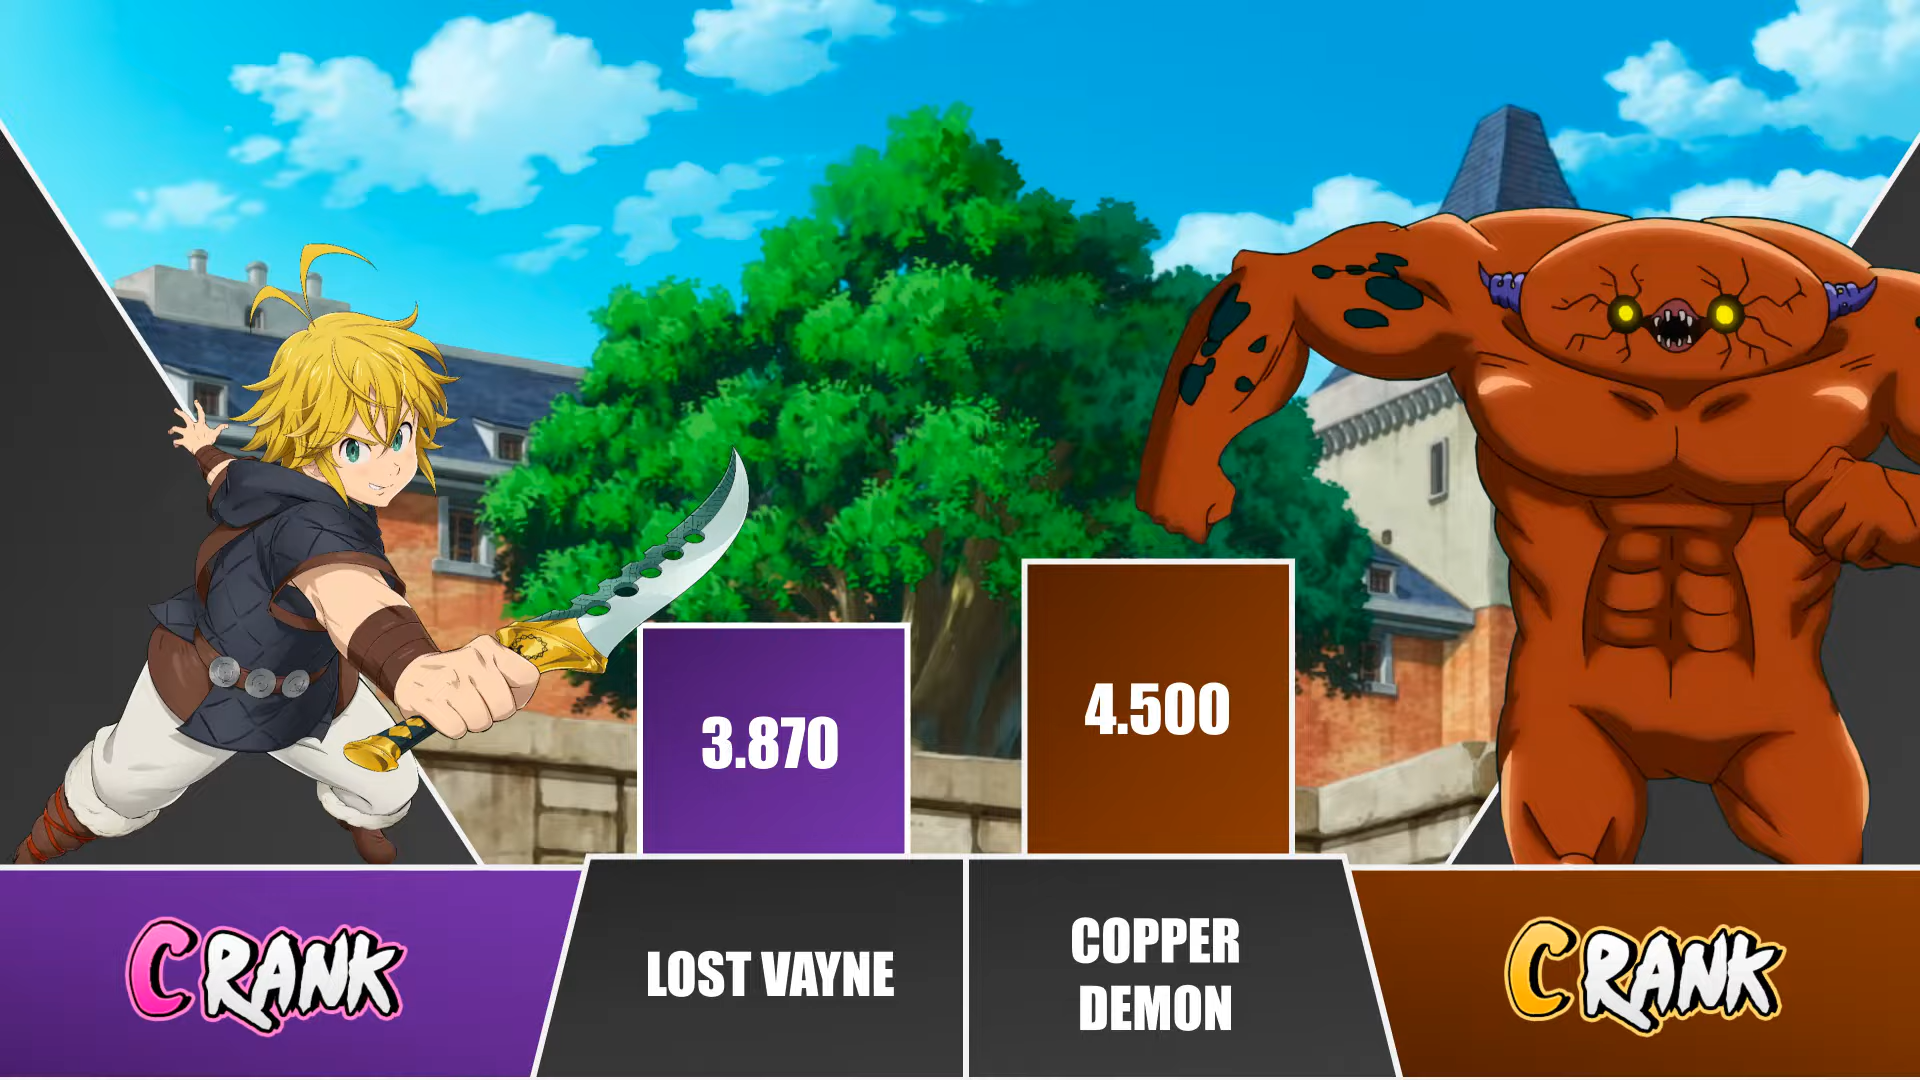 3.870
4.500
C RANK
LOST VAYNE
COPPER
DEMON
C RANK